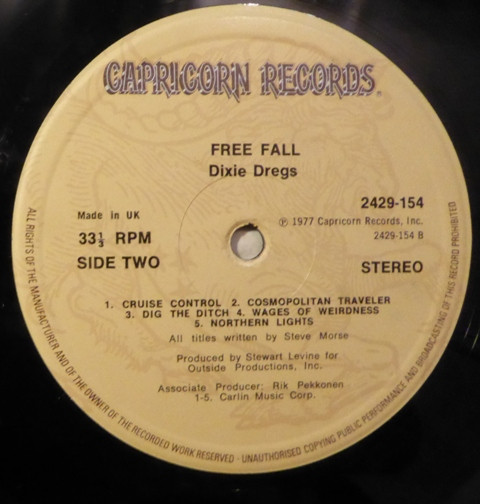 CAPRICORN RECORDS
FREE FALL
Dixie Dregs
2429-154
Made in UK
℗ 1977 Capricorn Records, Inc.
33⅓ RPM
2429-154 B
SIDE TWO
STEREO
1. CRUISE CONTROL 2. COSMOPOLITAN TRAVELER
3. DIG THE DITCH 4. WAGES OF WEIRDNESS
5. NORTHERN LIGHTS
All titles written by Steve Morse
Produced by Stewart Levine for
Outside Productions, Inc.
Associate Producer: Rik Pekkonen
1-5. Carlin Music Corp.
ALL RIGHTS OF THE MANUFACTURER AND OF THE OWNER OF THE RECORDED WORK RESERVED · UNAUTHORISED COPYING PUBLIC PERFORMANCE AND BROADCASTING OF THIS RECORD PROHIBITED